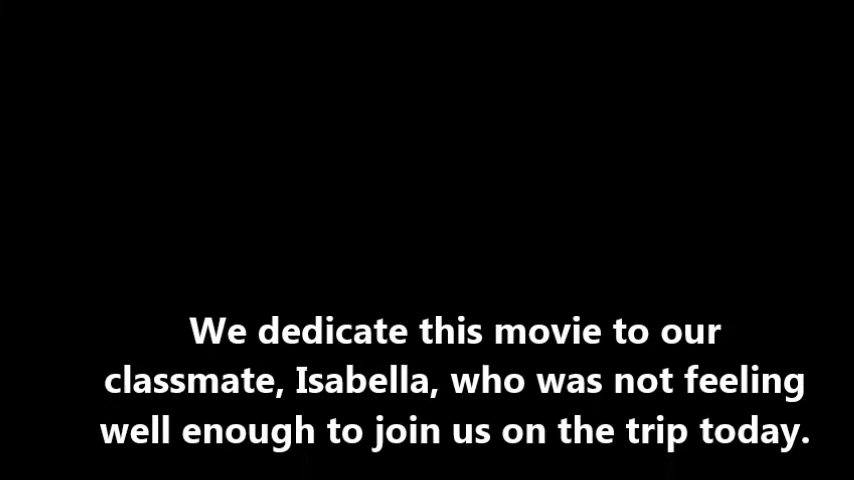 We dedicate this movie to our
classmate, Isabella, who was not feeling
well enough to join us on the trip today.